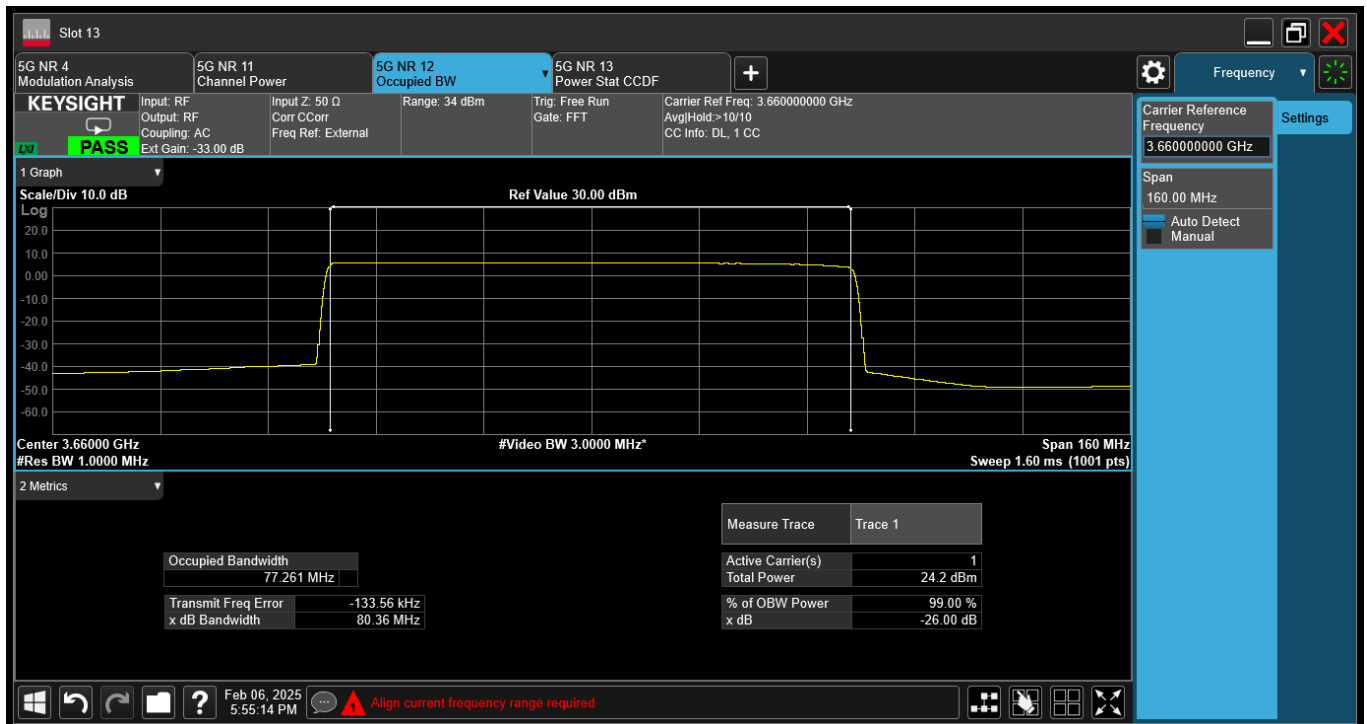 Slot 13
5G NR 4
Modulation Analysis
5G NR 11
Channel Power
5G NR 12
Occupied BW
5G NR 13
Power Stat CCDF
Frequency
KEYSIGHT
LXI
PASS
Input: RF
Output: RF
Coupling: AC
Ext Gain: -33.00 dB
Input Z: 50 Ω
Corr CCorr
Freq Ref: External
Range: 34 dBm
Trig: Free Run
Gate: FFT
Carrier Ref Freq: 3.660000000 GHz
Avg|Hold:>10/10
CC Info: DL, 1 CC
Carrier Reference
Frequency
3.660000000 GHz
Settings
Span
160.00 MHz
Auto Detect
Manual
1 Graph
Scale/Div 10.0 dB
Ref Value 30.00 dBm
Log
20.0
10.0
0.00
-10.0
-20.0
-30.0
-40.0
-50.0
-60.0
Center 3.66000 GHz
#Video BW 3.0000 MHz*
Span 160 MHz
#Res BW 1.0000 MHz
Sweep 1.60 ms (1001 pts)
2 Metrics
Measure Trace
Trace 1
Occupied Bandwidth
77.261 MHz
Active Carrier(s)
1
Total Power
24.2 dBm
Transmit Freq Error
-133.56 kHz
x dB Bandwidth
80.36 MHz
% of OBW Power
99.00 %
x dB
-26.00 dB
?
Feb 06, 2025
5:55:14 PM
1
Align current frequency range required